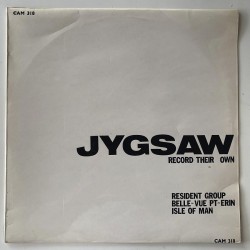 CAM 318
JYGSAW
RECORD THEIR OWN
RESIDENT GROUP
BELLE-VUE PT-ERIN
ISLE OF MAN
CAM 318